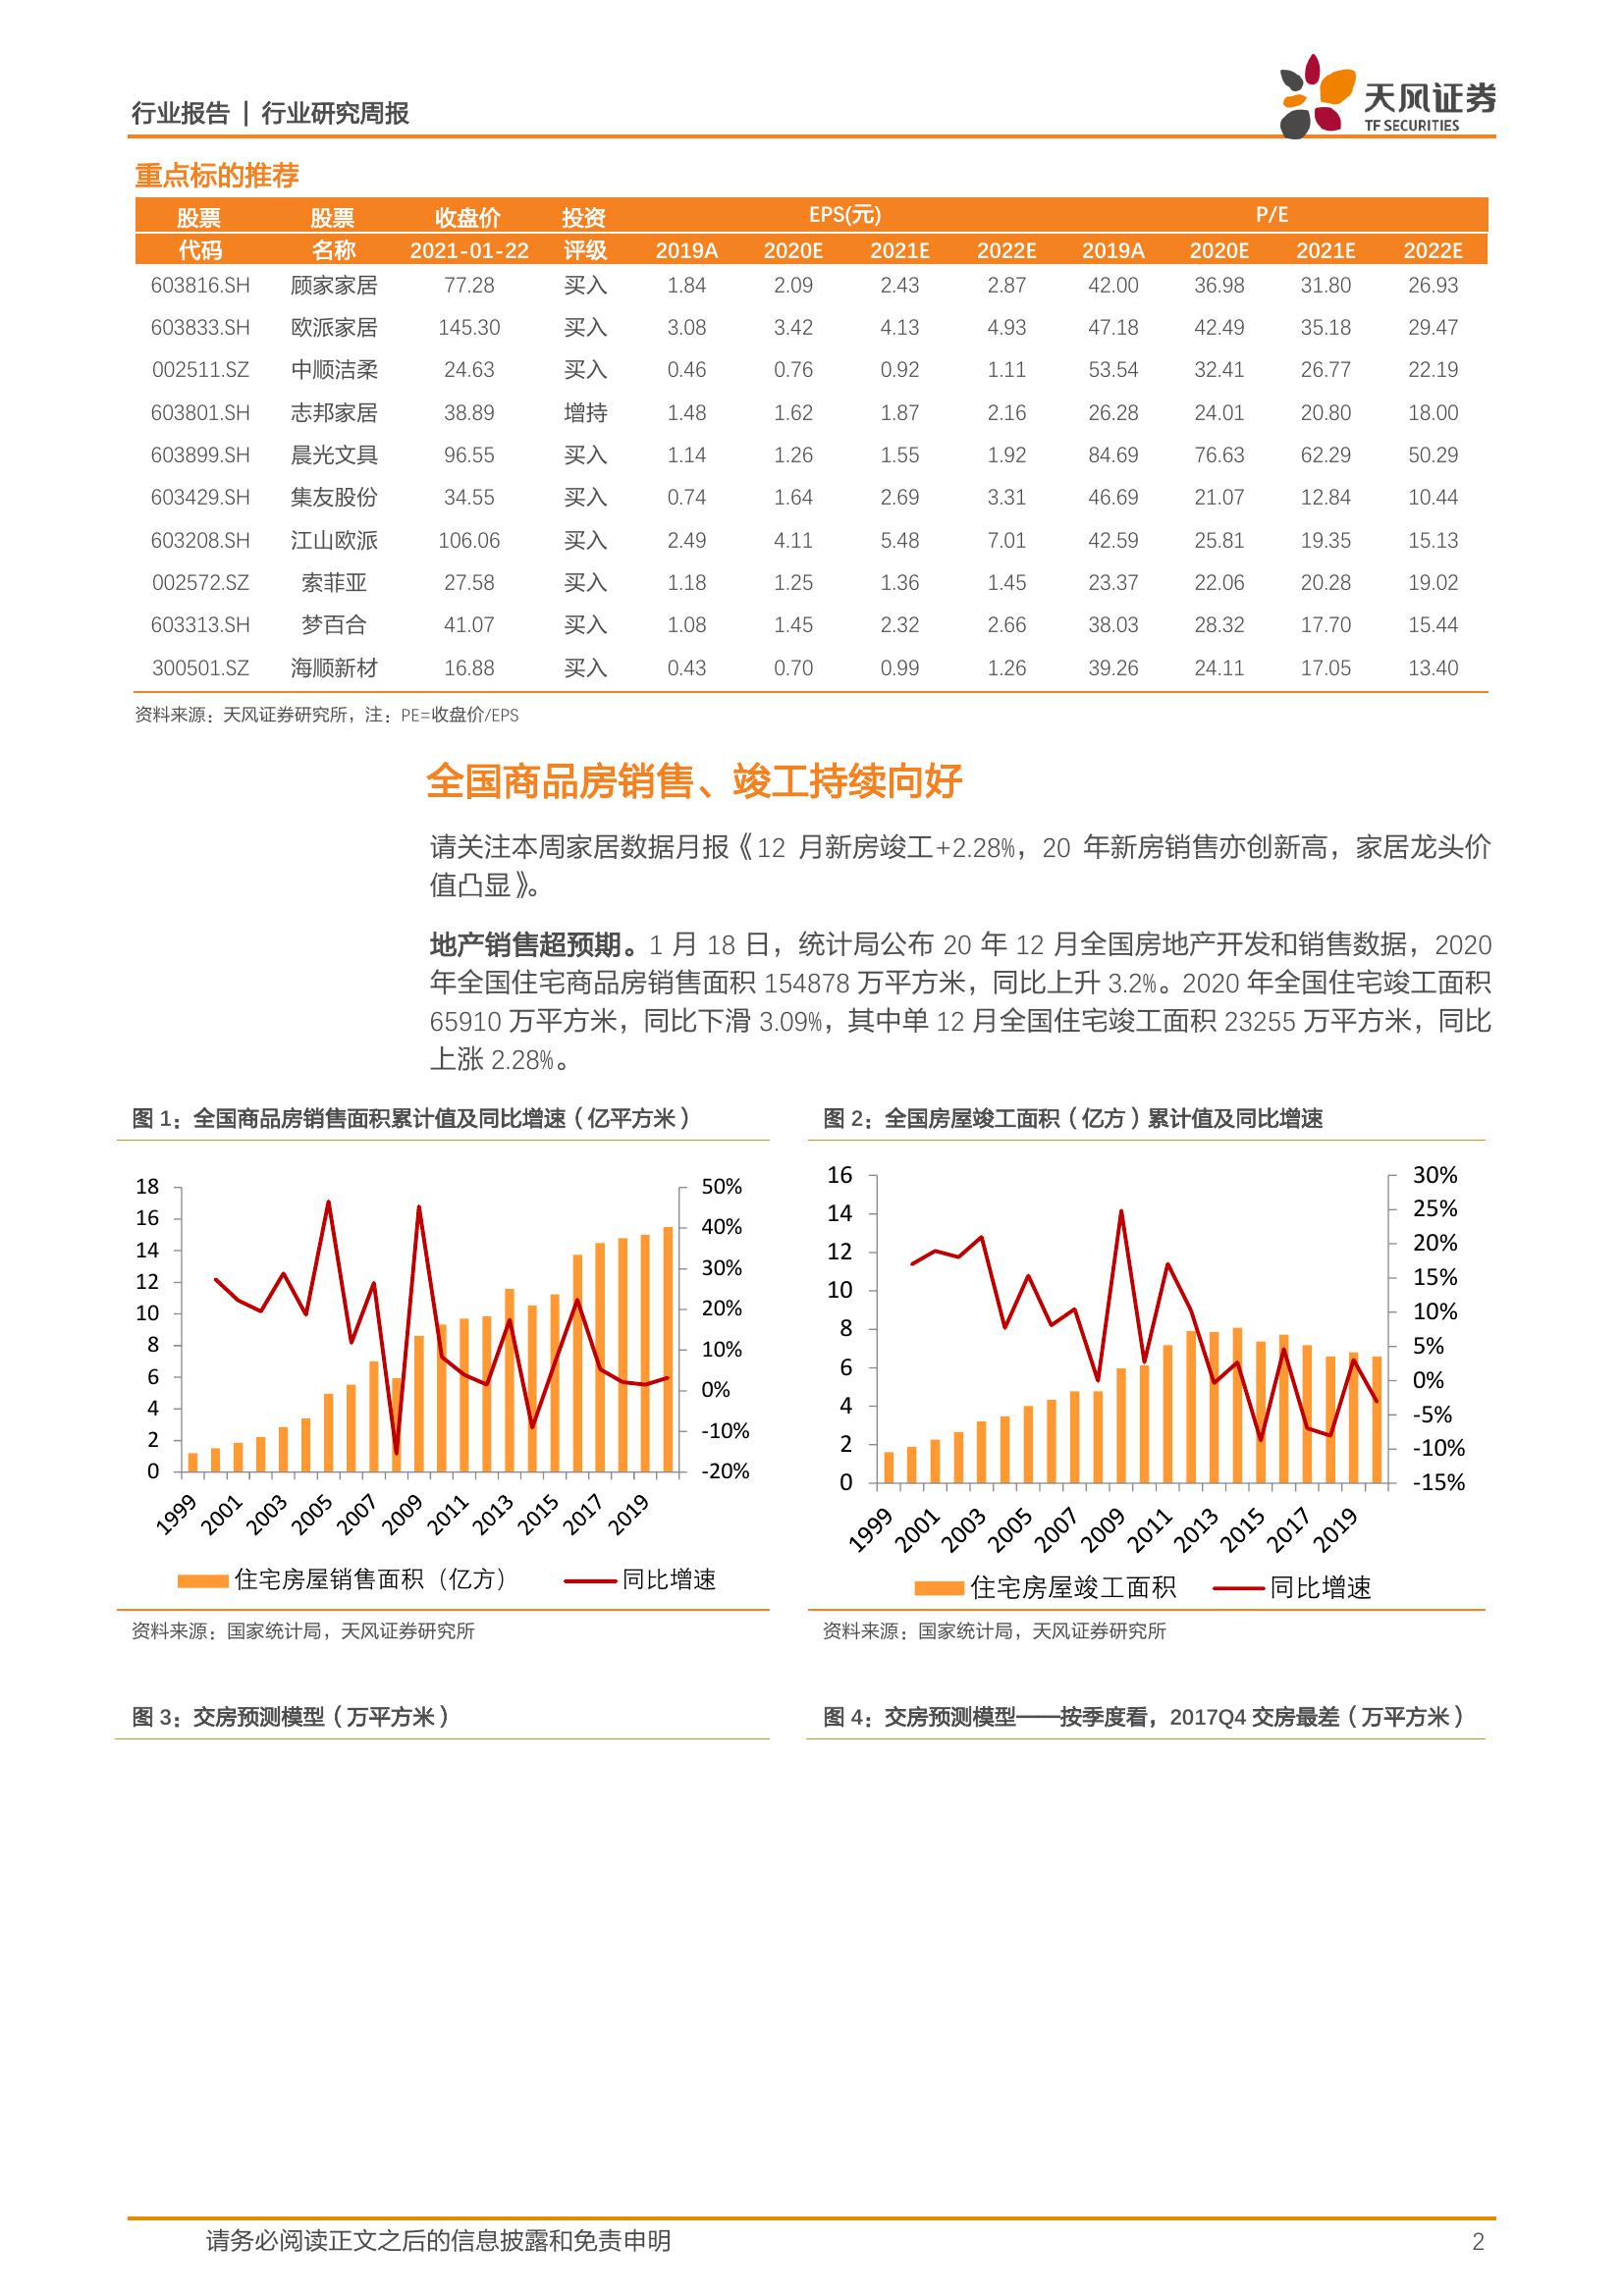 行业报告 | 行业研究周报
天风证券
TF SECURITIES
重点标的推荐
股票 股票 收盘价 投资 EPS(元) P/E
代码 名称 2021-01-22 评级 2019A 2020E 2021E 2022E 2019A 2020E 2021E 2022E
603816.SH 顾家家居 77.28 买入 1.84 2.09 2.43 2.87 42.00 36.98 31.80 26.93
603833.SH 欧派家居 145.30 买入 3.08 3.42 4.13 4.93 47.18 42.49 35.18 29.47
002511.SZ 中顺洁柔 24.63 买入 0.46 0.76 0.92 1.11 53.54 32.41 26.77 22.19
603801.SH 志邦家居 38.89 增持 1.48 1.62 1.87 2.16 26.28 24.01 20.80 18.00
603899.SH 晨光文具 96.55 买入 1.14 1.26 1.55 1.92 84.69 76.63 62.29 50.29
603429.SH 集友股份 34.55 买入 0.74 1.64 2.69 3.31 46.69 21.07 12.84 10.44
603208.SH 江山欧派 106.06 买入 2.49 4.11 5.48 7.01 42.59 25.81 19.35 15.13
002572.SZ 索菲亚 27.58 买入 1.18 1.25 1.36 1.45 23.37 22.06 20.28 19.02
603313.SH 梦百合 41.07 买入 1.08 1.45 2.32 2.66 38.03 28.32 17.70 15.44
300501.SZ 海顺新材 16.88 买入 0.43 0.70 0.99 1.26 39.26 24.11 17.05 13.40
资料来源：天风证券研究所，注：PE=收盘价/EPS
全国商品房销售、竣工持续向好
请关注本周家居数据月报《12 月新房竣工+2.28%，20 年新房销售亦创新高，家居龙头价
值凸显》。
地产销售超预期。1 月 18 日，统计局公布 20 年 12 月全国房地产开发和销售数据，2020
年全国住宅商品房销售面积 154878 万平方米，同比上升 3.2%。2020 年全国住宅竣工面积
65910 万平方米，同比下滑 3.09%，其中单 12 月全国住宅竣工面积 23255 万平方米，同比
上涨 2.28%。
图 1：全国商品房销售面积累计值及同比增速（亿平方米）
18
16
14
12
10
8
6
4
2
0
50%
40%
30%
20%
10%
0%
-10%
-20%
1999 2001 2003 2005 2007 2009 2011 2013 2015 2017 2019
住宅房屋销售面积（亿方） 同比增速
资料来源：国家统计局，天风证券研究所
图 2：全国房屋竣工面积（亿方）累计值及同比增速
16
14
12
10
8
6
4
2
0
30%
25%
20%
15%
10%
5%
0%
-5%
-10%
-15%
1999 2001 2003 2005 2007 2009 2011 2013 2015 2017 2019
住宅房屋竣工面积 同比增速
资料来源：国家统计局，天风证券研究所
图 3：交房预测模型（万平方米）
图 4：交房预测模型——按季度看，2017Q4 交房最差（万平方米）
请务必阅读正文之后的信息披露和免责申明 2